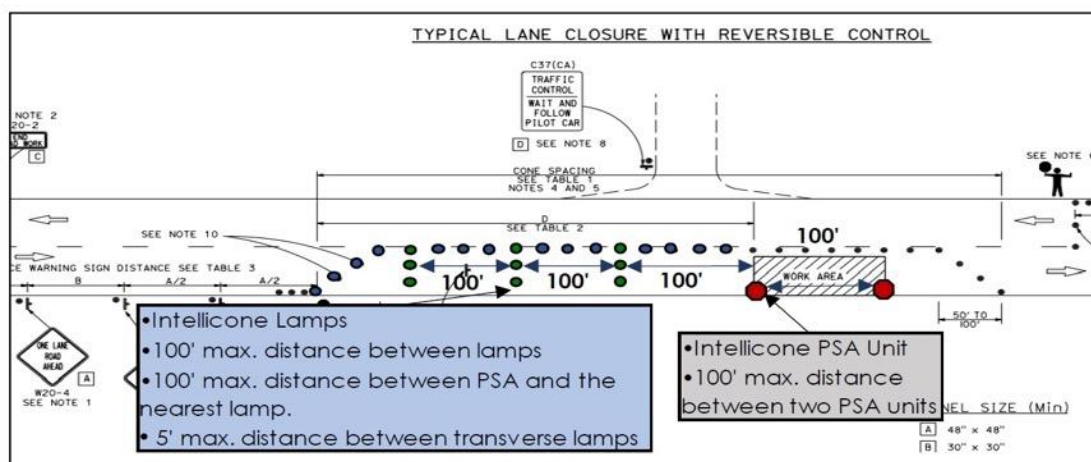 TYPICAL LANE CLOSURE WITH REVERSIBLE CONTROL
C37(CA)
TRAFFIC
CONTROL
WAIT AND
FOLLOW
PILOT CAR
D SEE NOTE 8
NOTE 2
20-2
END
AD WORK
C
CONE SPACING
SEE TABLE 1
NOTES 4 AND 5
SEE NOTE
D
SEE TABLE 2
SEE NOTE 10
100'
CE WARNING SIGN DISTANCE SEE TABLE 3
100'
100'
100'
WORK AREA
B
A/2
A/2
50' TO
100'
ONE LANE
ROAD
AHEAD
A
W20-4
SEE NOTE 1
•Intellicone Lamps
•100' max. distance between lamps
•100' max. distance between PSA and the
nearest lamp.
• 5' max. distance between transverse lamps
•Intellicone PSA Unit
•100' max. distance
between two PSA units
NEL SIZE (Min)
A 48" x 48"
B 30" x 30"